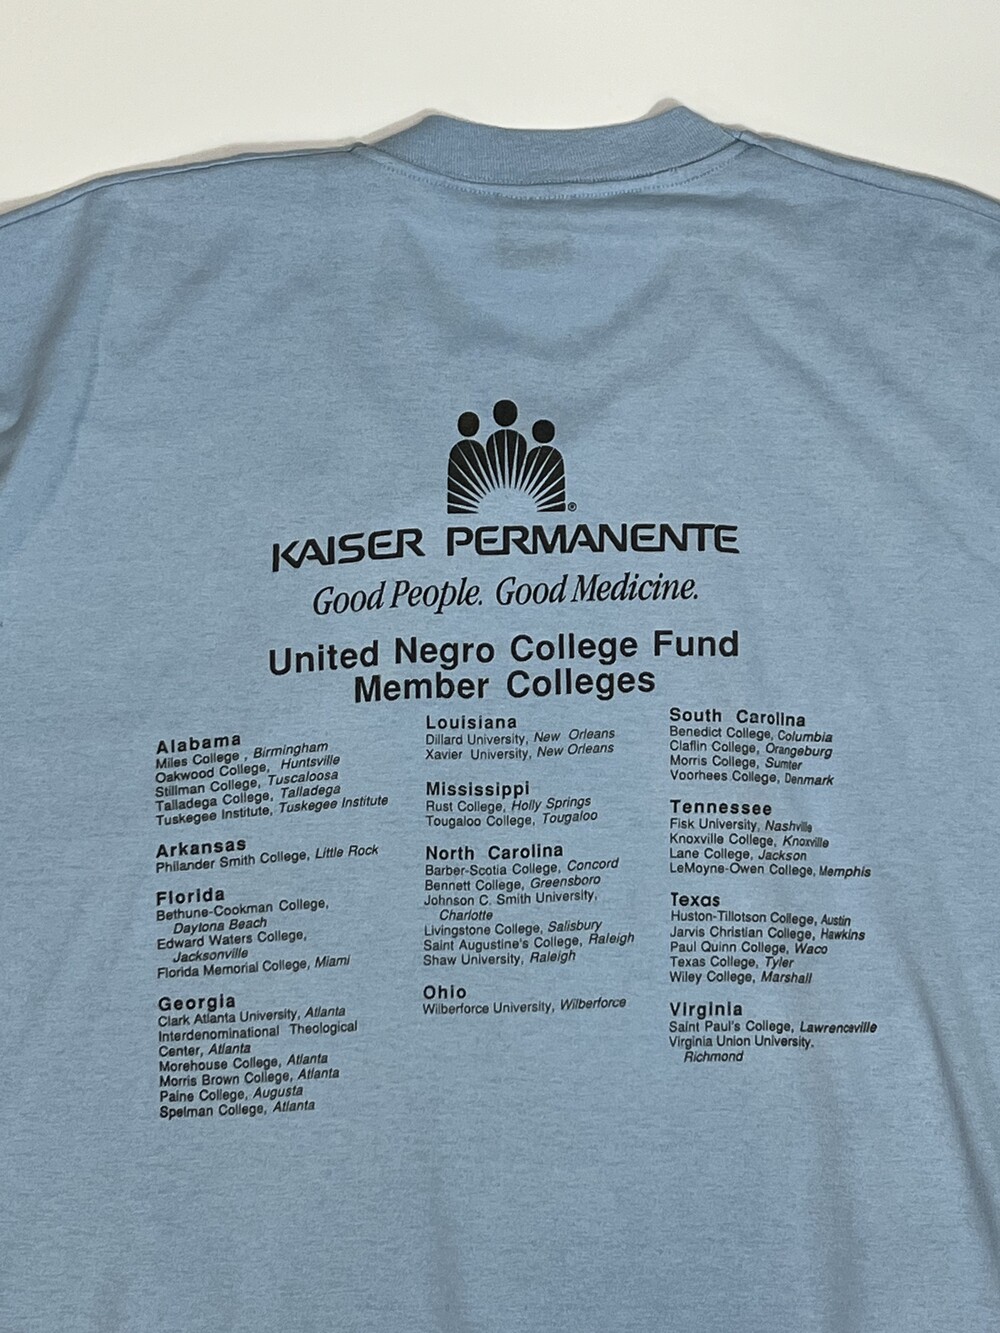 ®
KAISER PERMANENTE
Good People. Good Medicine.
United Negro College Fund
Member Colleges
Alabama
Miles College , Birmingham
Oakwood College, Huntsville
Stillman College, Tuscaloosa
Talladega College, Talladega
Tuskegee Institute, Tuskegee Institute
Arkansas
Philander Smith College, Little Rock
Florida
Bethune-Cookman College,
Daytona Beach
Edward Waters College,
Jacksonville
Florida Memorial College, Miami
Georgia
Clark Atlanta University, Atlanta
Interdenominational Theological
Center, Atlanta
Morehouse College, Atlanta
Morris Brown College, Atlanta
Paine College, Augusta
Spelman College, Atlanta
Louisiana
Dillard University, New Orleans
Xavier University, New Orleans
Mississippi
Rust College, Holly Springs
Tougaloo College, Tougaloo
North Carolina
Barber-Scotia College, Concord
Bennett College, Greensboro
Johnson C. Smith University,
Charlotte
Livingstone College, Salisbury
Saint Augustine's College, Raleigh
Shaw University, Raleigh
Ohio
Wilberforce University, Wilberforce
South Carolina
Benedict College, Columbia
Claflin College, Orangeburg
Morris College, Sumter
Voorhees College, Denmark
Tennessee
Fisk University, Nashville
Knoxville College, Knoxville
Lane College, Jackson
LeMoyne-Owen College, Memphis
Texas
Huston-Tillotson College, Austin
Jarvis Christian College, Hawkins
Paul Quinn College, Waco
Texas College, Tyler
Wiley College, Marshall
Virginia
Saint Paul's College, Lawrenceville
Virginia Union University,
Richmond